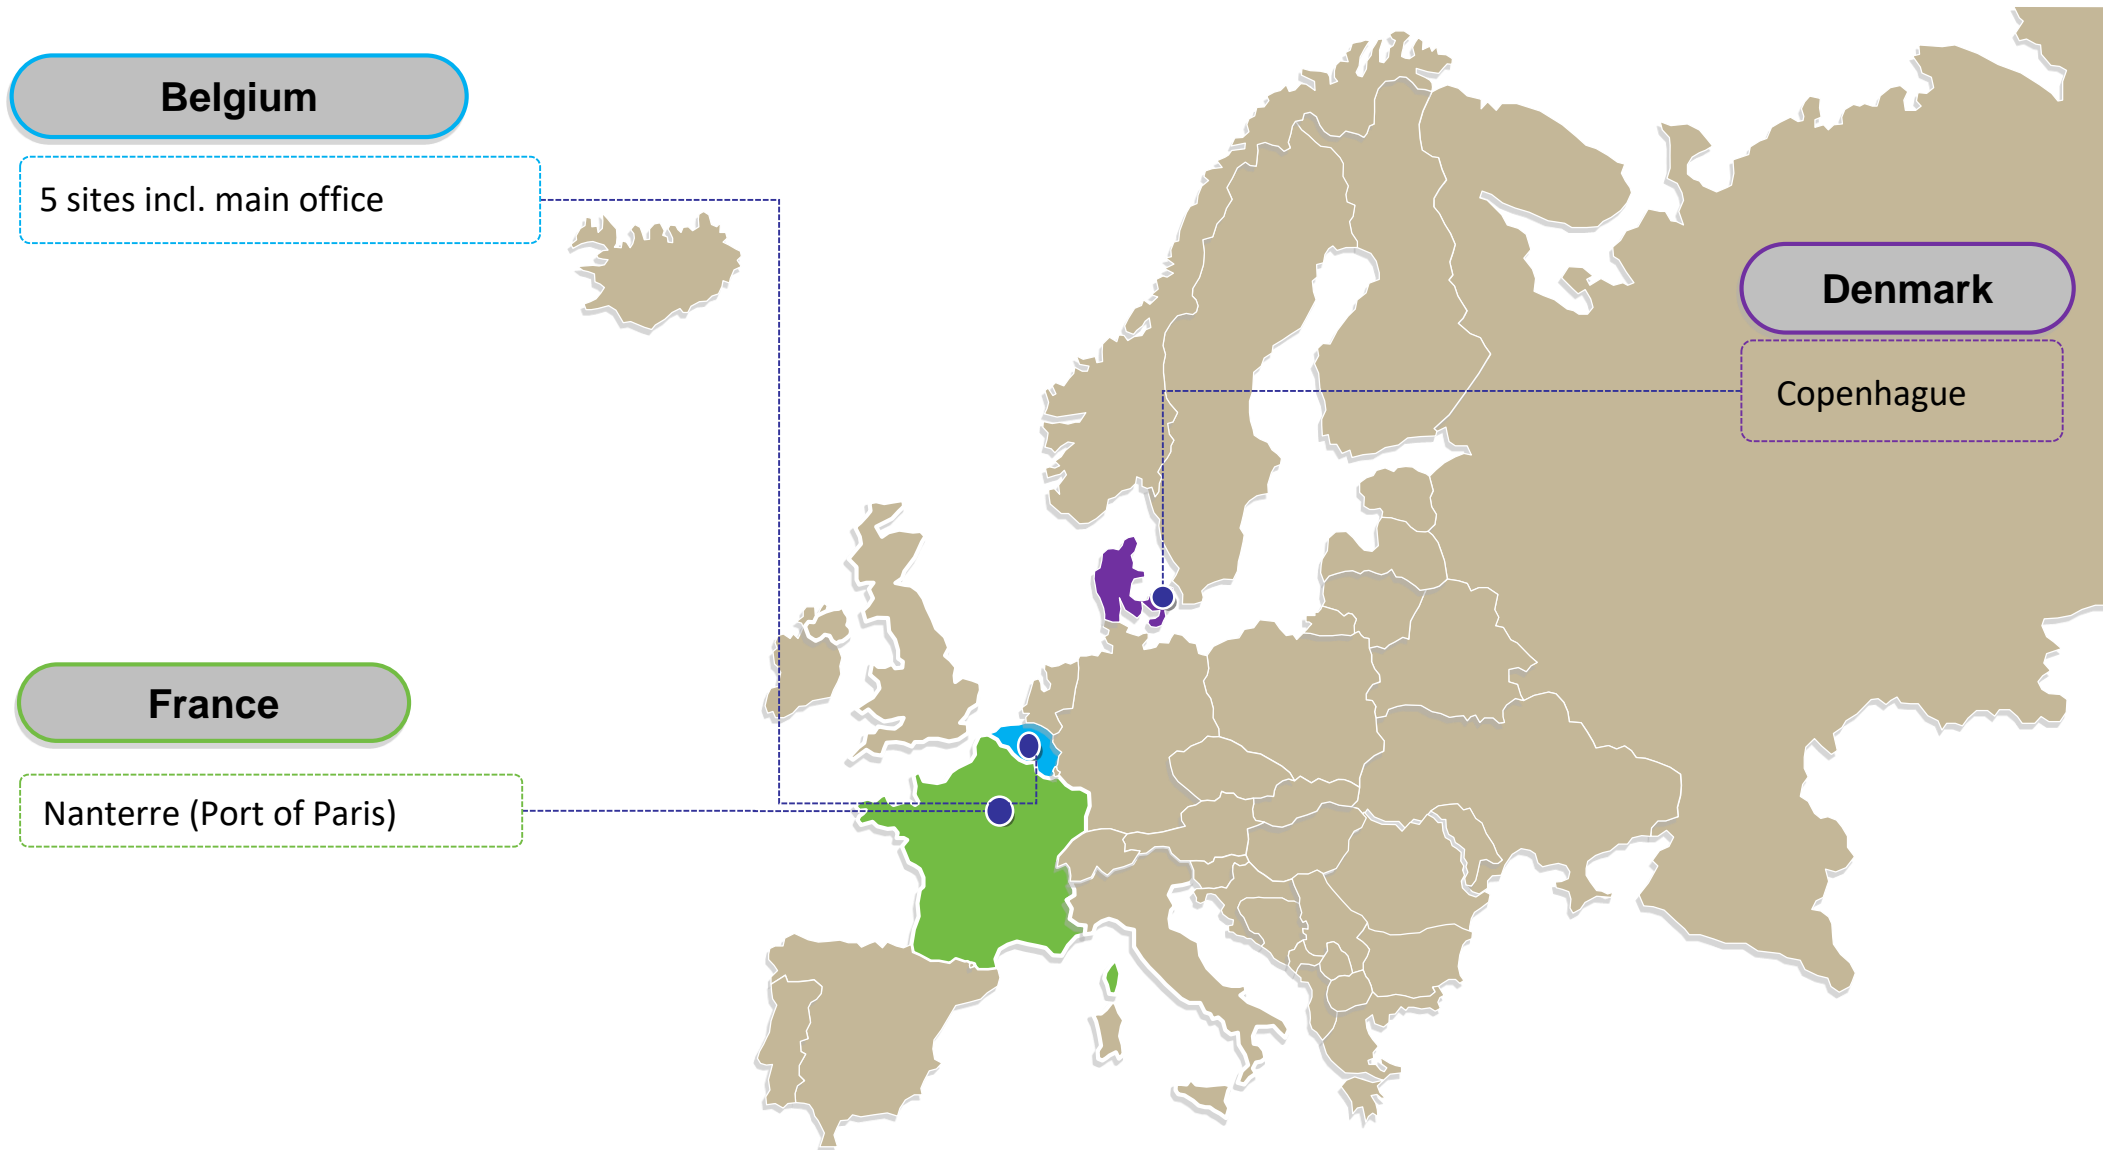 Belgium
5 sites incl. main office
Denmark
Copenhague
France
Nanterre (Port of Paris)